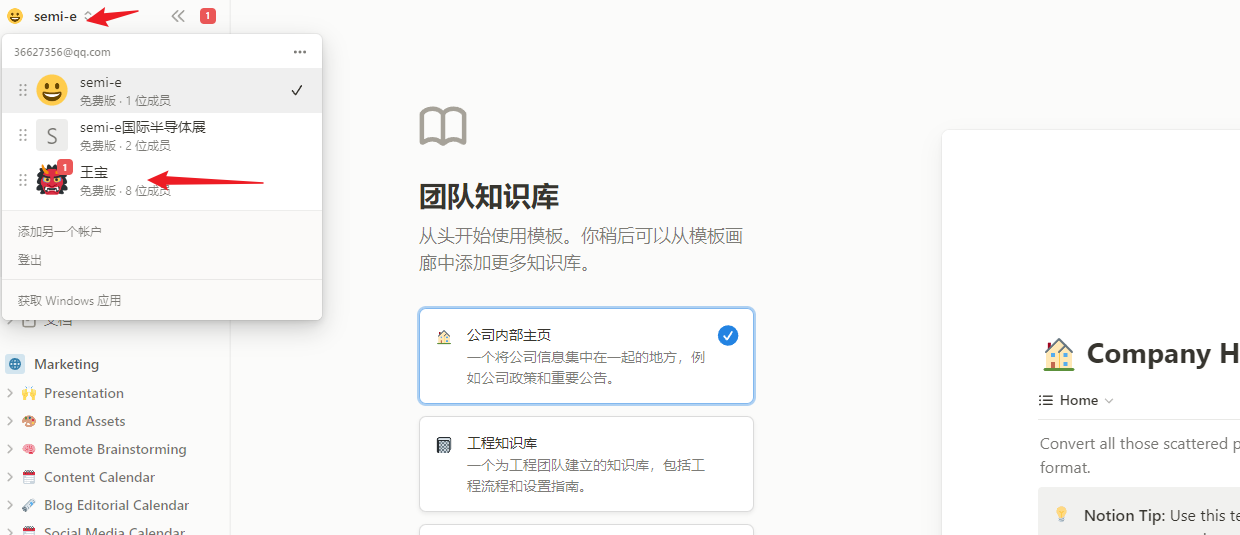 semi-e
1
36627356@qq.com
semi-e
免费版 · 1 位成员
S
semi-e国际半导体展
免费版 · 2 位成员
1
王宝
免费版 · 8 位成员
添加另一个帐户
登出
获取 Windows 应用
文档
Marketing
Presentation
Brand Assets
Remote Brainstorming
Content Calendar
Blog Editorial Calendar
Social Media Calendar
团队知识库
从头开始使用模板。你稍后可以从模板画
廊中添加更多知识库。
公司内部主页
一个将公司信息集中在一起的地方，例
如公司政策和重要公告。
工程知识库
一个为工程团队建立的知识库，包括工
程流程和设置指南。
Company H
Home
Convert all those scattered p
format.
Notion Tip: Use this te